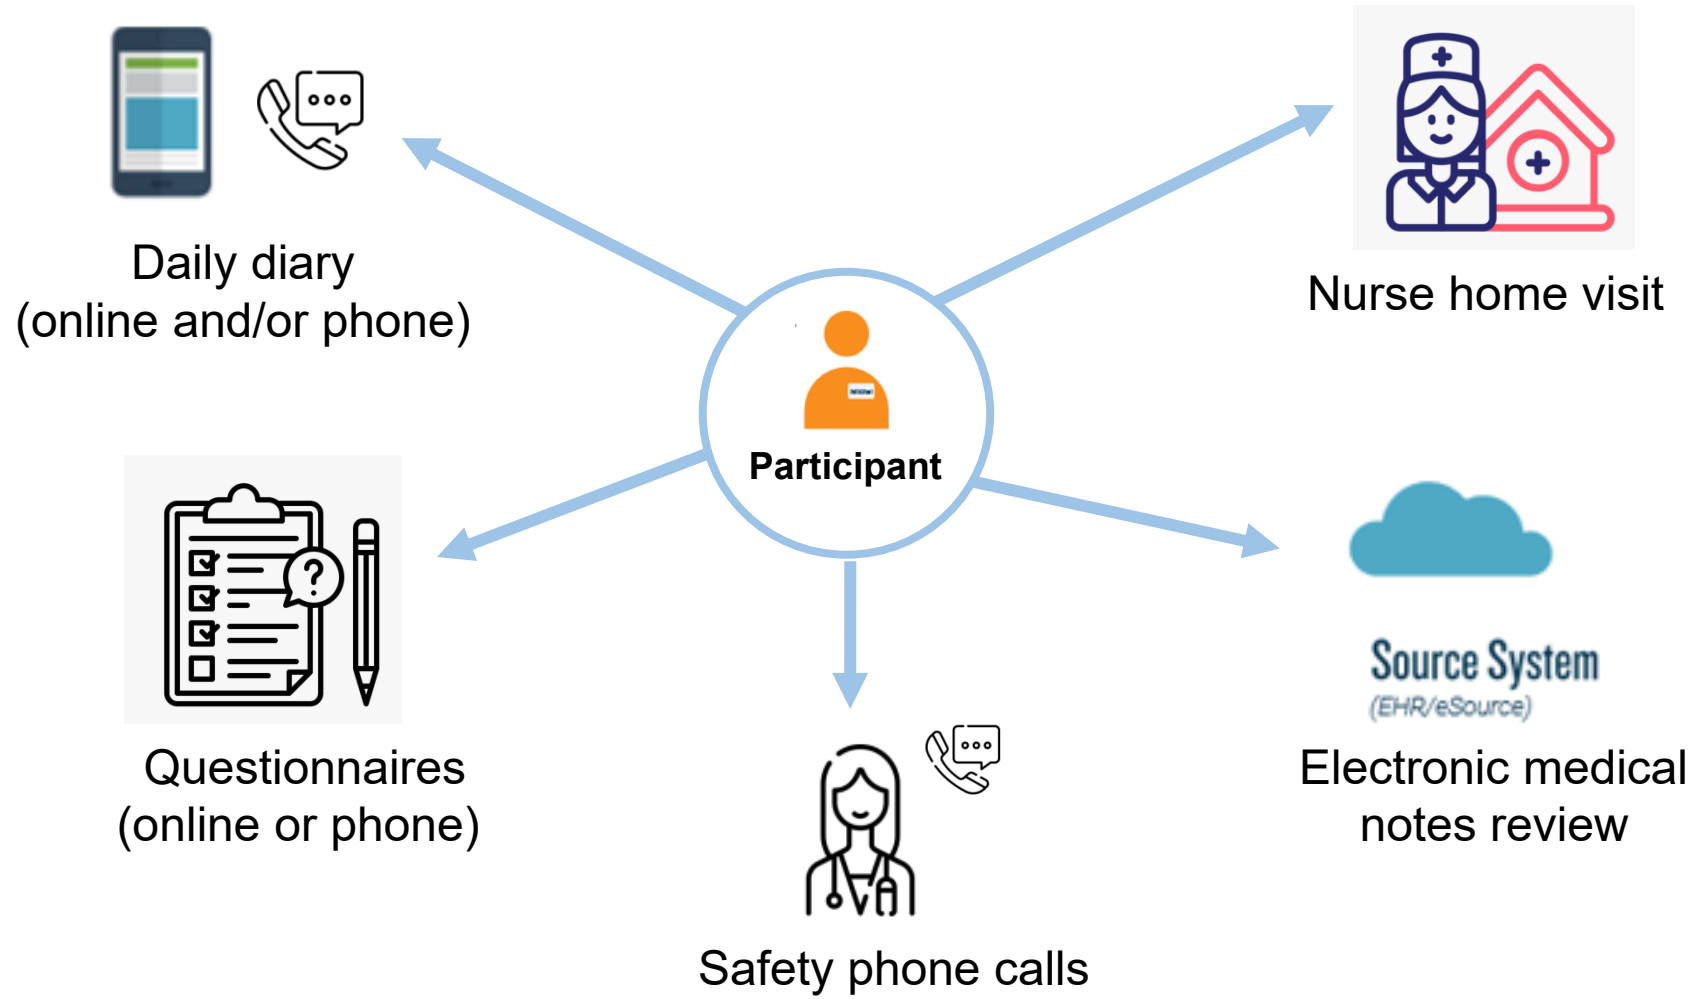 Daily diary
(online and/or phone)
Nurse home visit
Participant
Questionnaires
(online or phone)
Source System
(EHR/eSource)
Electronic medical
notes review
Safety phone calls